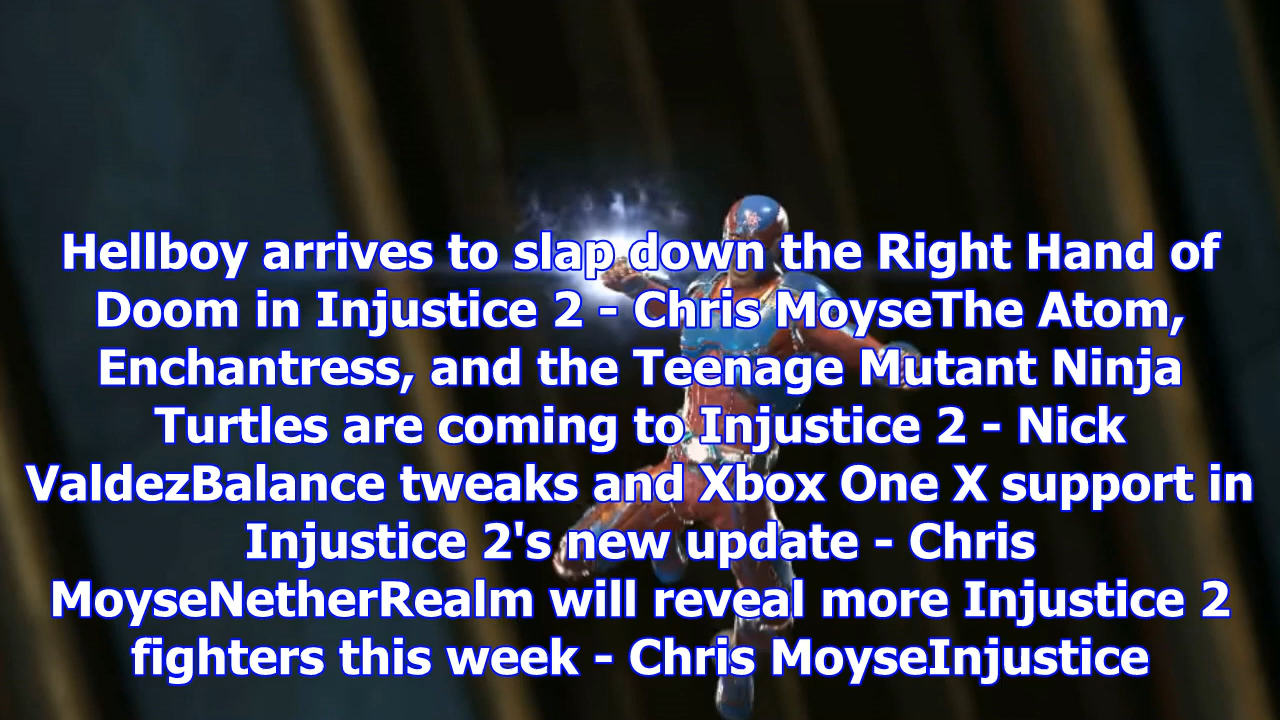 Hellboy arrives to slap down the Right Hand of
Doom in Injustice 2 - Chris MoyseThe Atom,
Enchantress, and the Teenage Mutant Ninja
Turtles are coming to Injustice 2 - Nick
ValdezBalance tweaks and Xbox One X support in
Injustice 2's new update - Chris
MoyseNetherRealm will reveal more Injustice 2
fighters this week - Chris MoyseInjustice